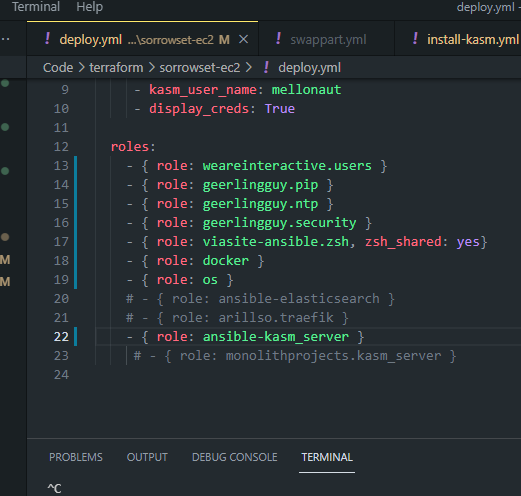 Terminal Help deploy.yml
deploy.yml ...\sorrowset-ec2 M swappart.yml install-kasm.yml
Code > terraform > sorrowset-ec2 > deploy.yml
9 - kasm_user_name: mellonaut
10 - display_creds: True
11
12 roles:
13 - { role: weareinteractive.users }
14 - { role: geerlingguy.pip }
15 - { role: geerlingguy.ntp }
16 - { role: geerlingguy.security }
17 - { role: viasite-ansible.zsh, zsh_shared: yes}
18 - { role: docker }
19 - { role: os }
20 # - { role: ansible-elasticsearch }
21 # - { role: arillso.traefik }
22 - { role: ansible-kasm_server }
23 # - { role: monolithprojects.kasm_server }
24
M
M
PROBLEMS OUTPUT DEBUG CONSOLE TERMINAL
^C